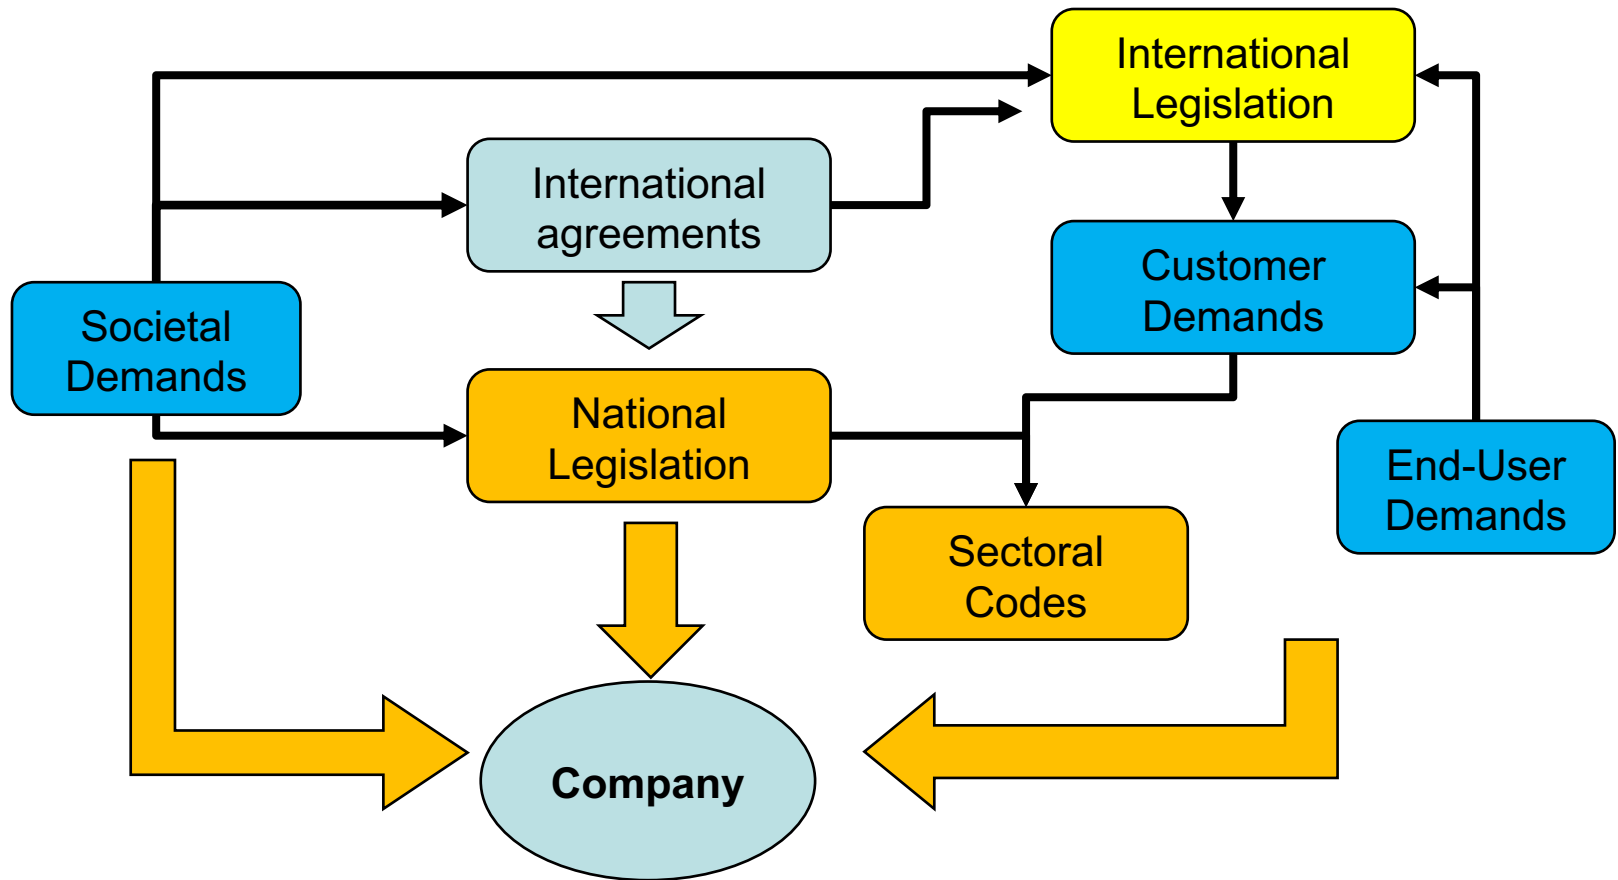 International
Legislation
International
agreements
Customer
Demands
Societal
Demands
National
Legislation
End-User
Demands
Sectoral
Codes
Company